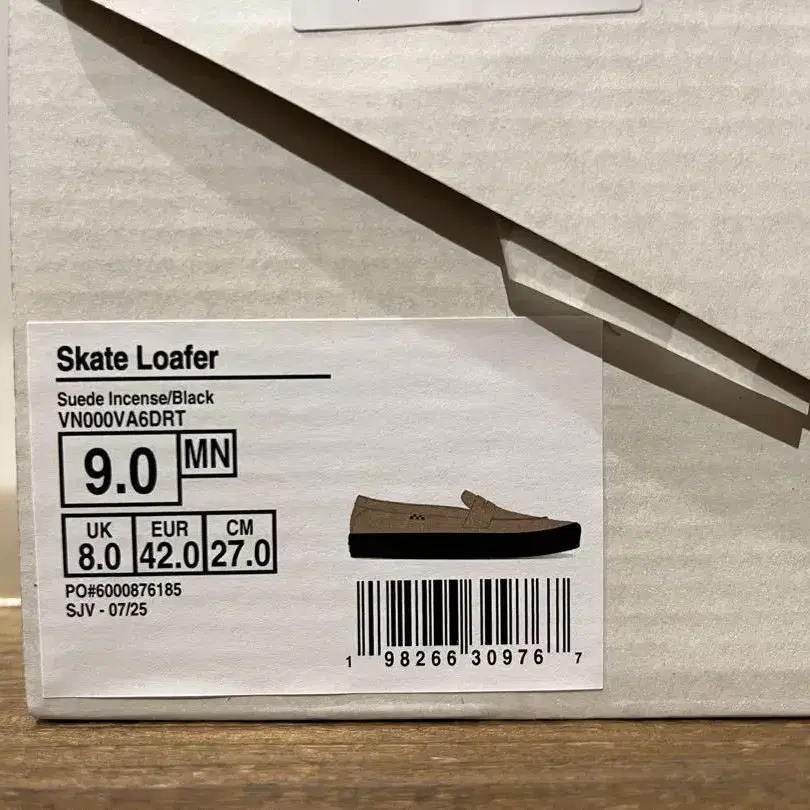 Skate Loafer
Suede Incense/Black
VN000VA6DRT
9.0 MN
UK EUR CM
8.0 42.0 27.0
PO#6000876185
SJV - 07/25
1 98266 30976 7